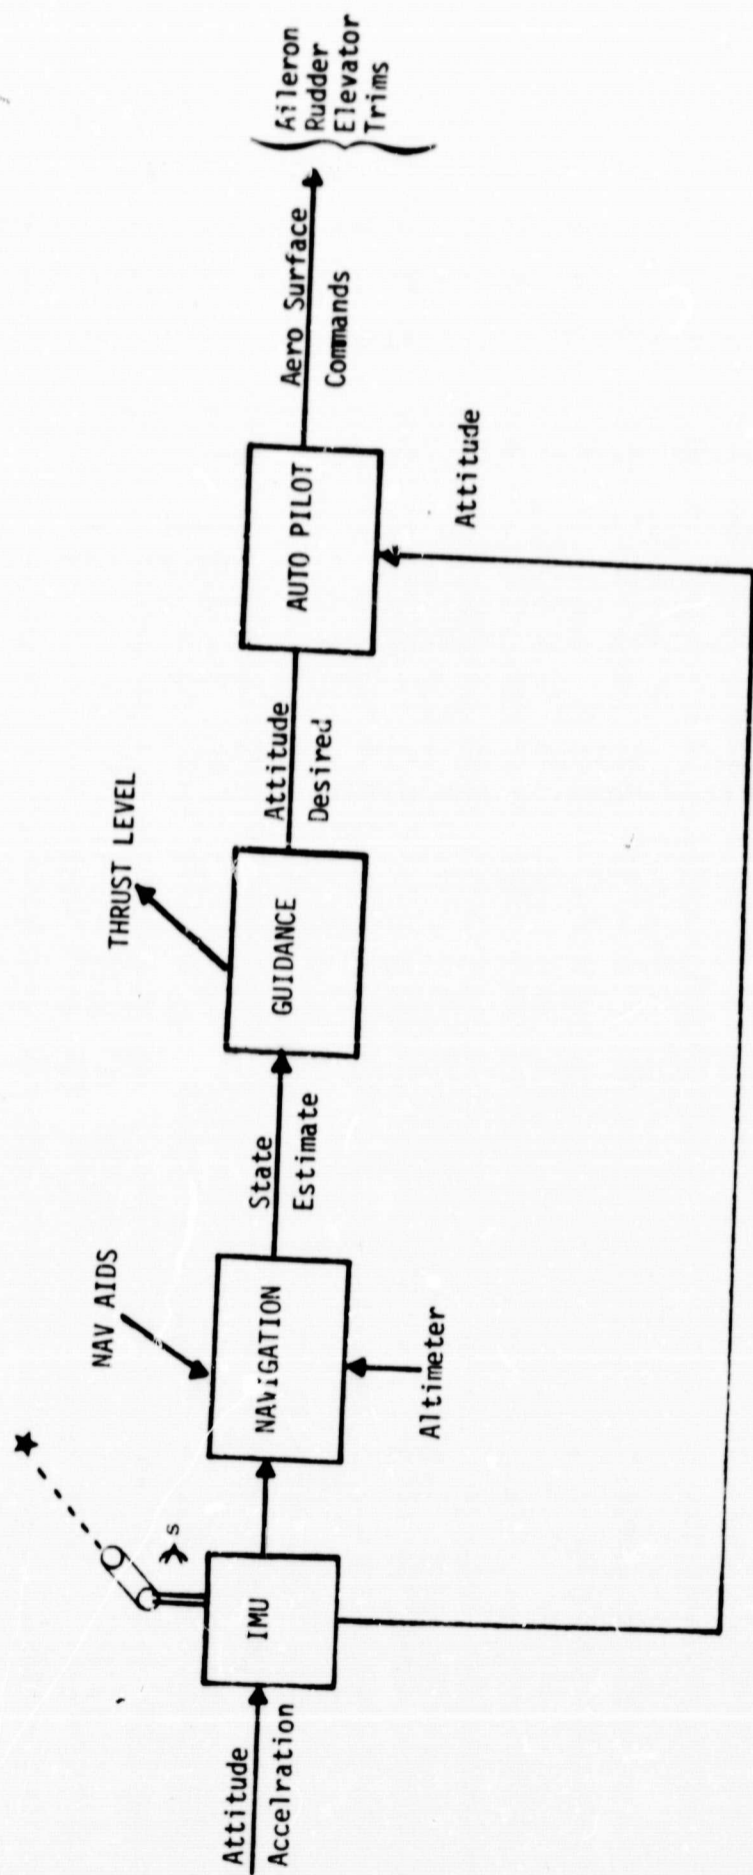 Attitude
Accelration
IMU
s
NAV AIDS
NAVIGATION
Altimeter
State
Estimate
THRUST LEVEL
GUIDANCE
Attitude
Desired
AUTO PILOT
Attitude
Aero Surface
Commands
Aileron
Rudder
Elevator
Trims